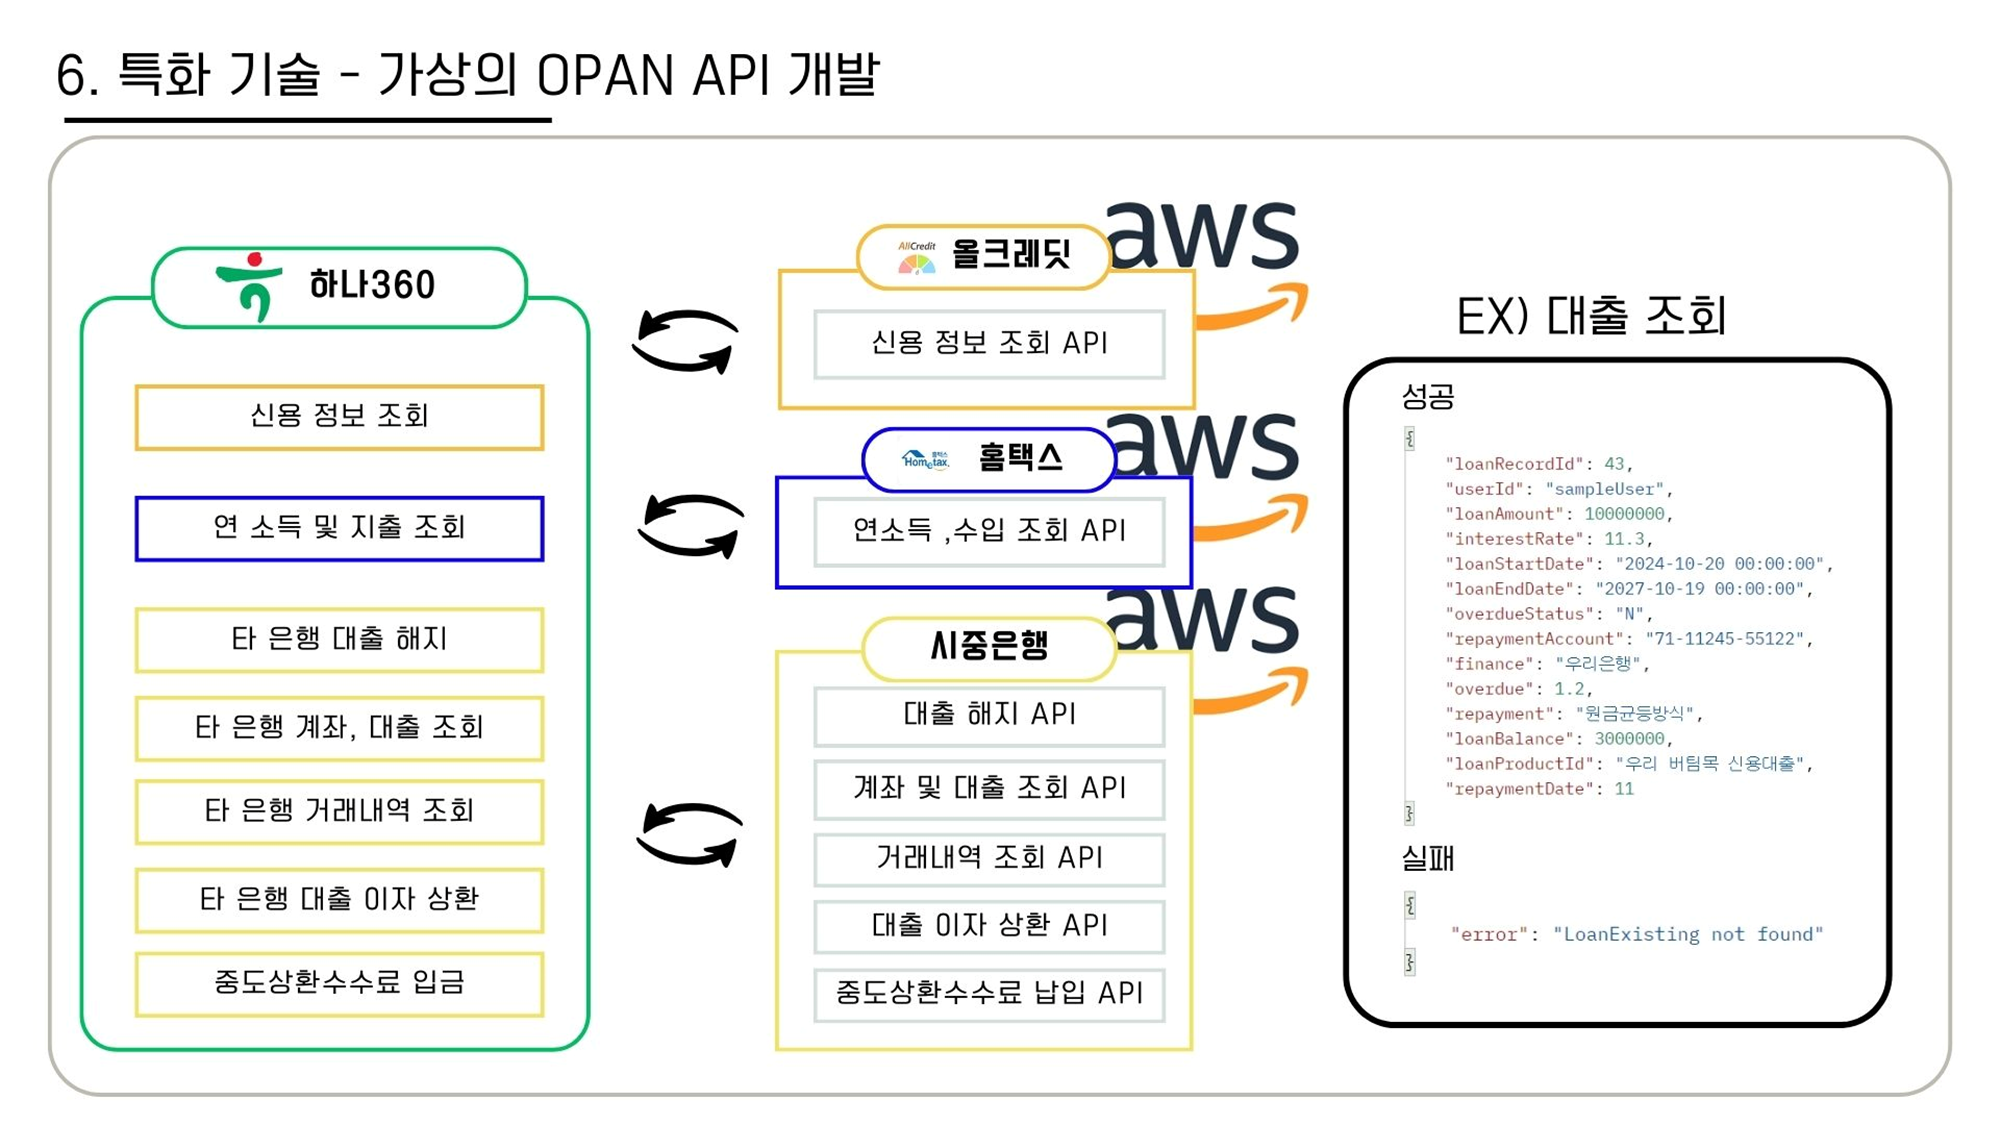 6. 특화 기술 - 가상의 OPAN API 개발
하나360
신용 정보 조회
연 소득 및 지출 조회
타 은행 대출 해지
타 은행 계좌, 대출 조회
타 은행 거래내역 조회
타 은행 대출 이자 상환
중도상환수수료 입금
AllCredit 올크레딧
aws
신용 정보 조회 API
홈택스 Hometax. 홈택스
aws
연소득 ,수입 조회 API
시중은행
aws
대출 해지 API
계좌 및 대출 조회 API
거래내역 조회 API
대출 이자 상환 API
중도상환수수료 납입 API
EX) 대출 조회
성공
{
"loanRecordId": 43,
"userId": "sampleUser",
"loanAmount": 10000000,
"interestRate": 11.3,
"loanStartDate": "2024-10-20 00:00:00",
"loanEndDate": "2027-10-19 00:00:00",
"overdueStatus": "N",
"repaymentAccount": "71-11245-55122",
"finance": "우리은행",
"overdue": 1.2,
"repayment": "원금균등방식",
"loanBalance": 3000000,
"loanProductId": "우리 버팀목 신용대출",
"repaymentDate": 11
}
실패
{
"error": "LoanExisting not found"
}